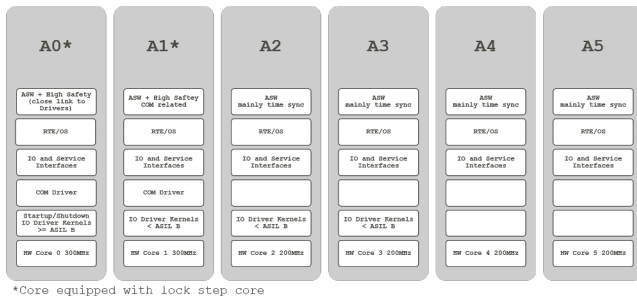 A0*
A1*
A2
A3
A4
A5
ASW + High Safety
(close link to
Drivers)
ASW + High Saftey
COM related
ASW
mainly time sync
ASW
mainly time sync
ASW
mainly time sync
ASW
mainly time sync
RTE/OS
RTE/OS
RTE/OS
RTE/OS
RTE/OS
RTE/OS
IO and Service
Interfaces
IO and Service
Interfaces
IO and Service
Interfaces
IO and Service
Interfaces
IO and Service
Interfaces
IO and Service
Interfaces
COM Driver
COM Driver
Startup/Shutdown
IO Driver Kernels
>= ASIL B
IO Driver Kernels
< ASIL B
IO Driver Kernels
< ASIL B
IO Driver Kernels
< ASIL B
HW Core 0 300MHz
HW Core 1 300MHz
HW Core 2 200MHz
HW Core 3 200MHz
HW Core 4 200MHz
HW Core 5 200MHz
*Core equipped with lock step core